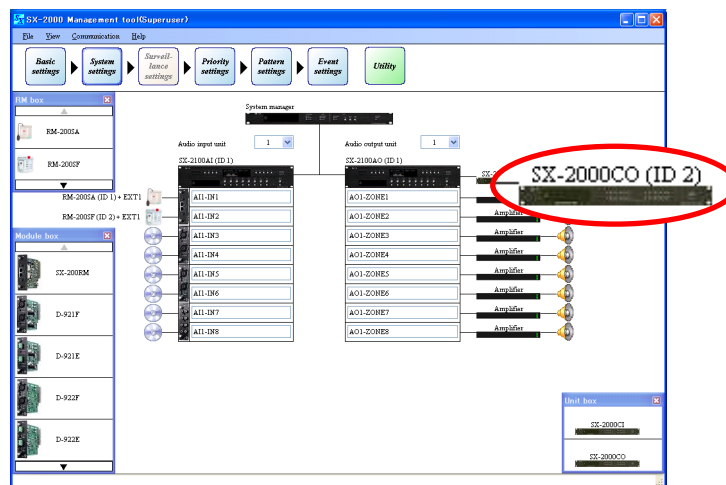 SX-2000 Management tool(Superuser)
File View Communication Help
Basic settings
System settings
Surveil-
lance
settings
Priority settings
Pattern settings
Event settings
Utility
RM box
RM-200SA
RM-200SF
System manager
Audio input unit 1
Audio output unit 1
SX-2100AI (ID 1)
SX-2100AO (ID 1)
SX-2000CO (ID 2)
RM-200SA (ID 1) + EXT1
AI1-IN1
AO1-ZONE1
RM-200SF (ID 2) + EXT1
AI1-IN2
AO1-ZONE2
Amplifier
AI1-IN3
AO1-ZONE3
Amplifier
AI1-IN4
AO1-ZONE4
Amplifier
AI1-IN5
AO1-ZONE5
Amplifier
AI1-IN6
AO1-ZONE6
Amplifier
AI1-IN7
AO1-ZONE7
Amplifier
AI1-IN8
AO1-ZONE8
Amplifier
Module box
SX-200RM
D-921F
D-921E
D-922F
D-922E
Unit box
SX-2000CI
SX-2000CO